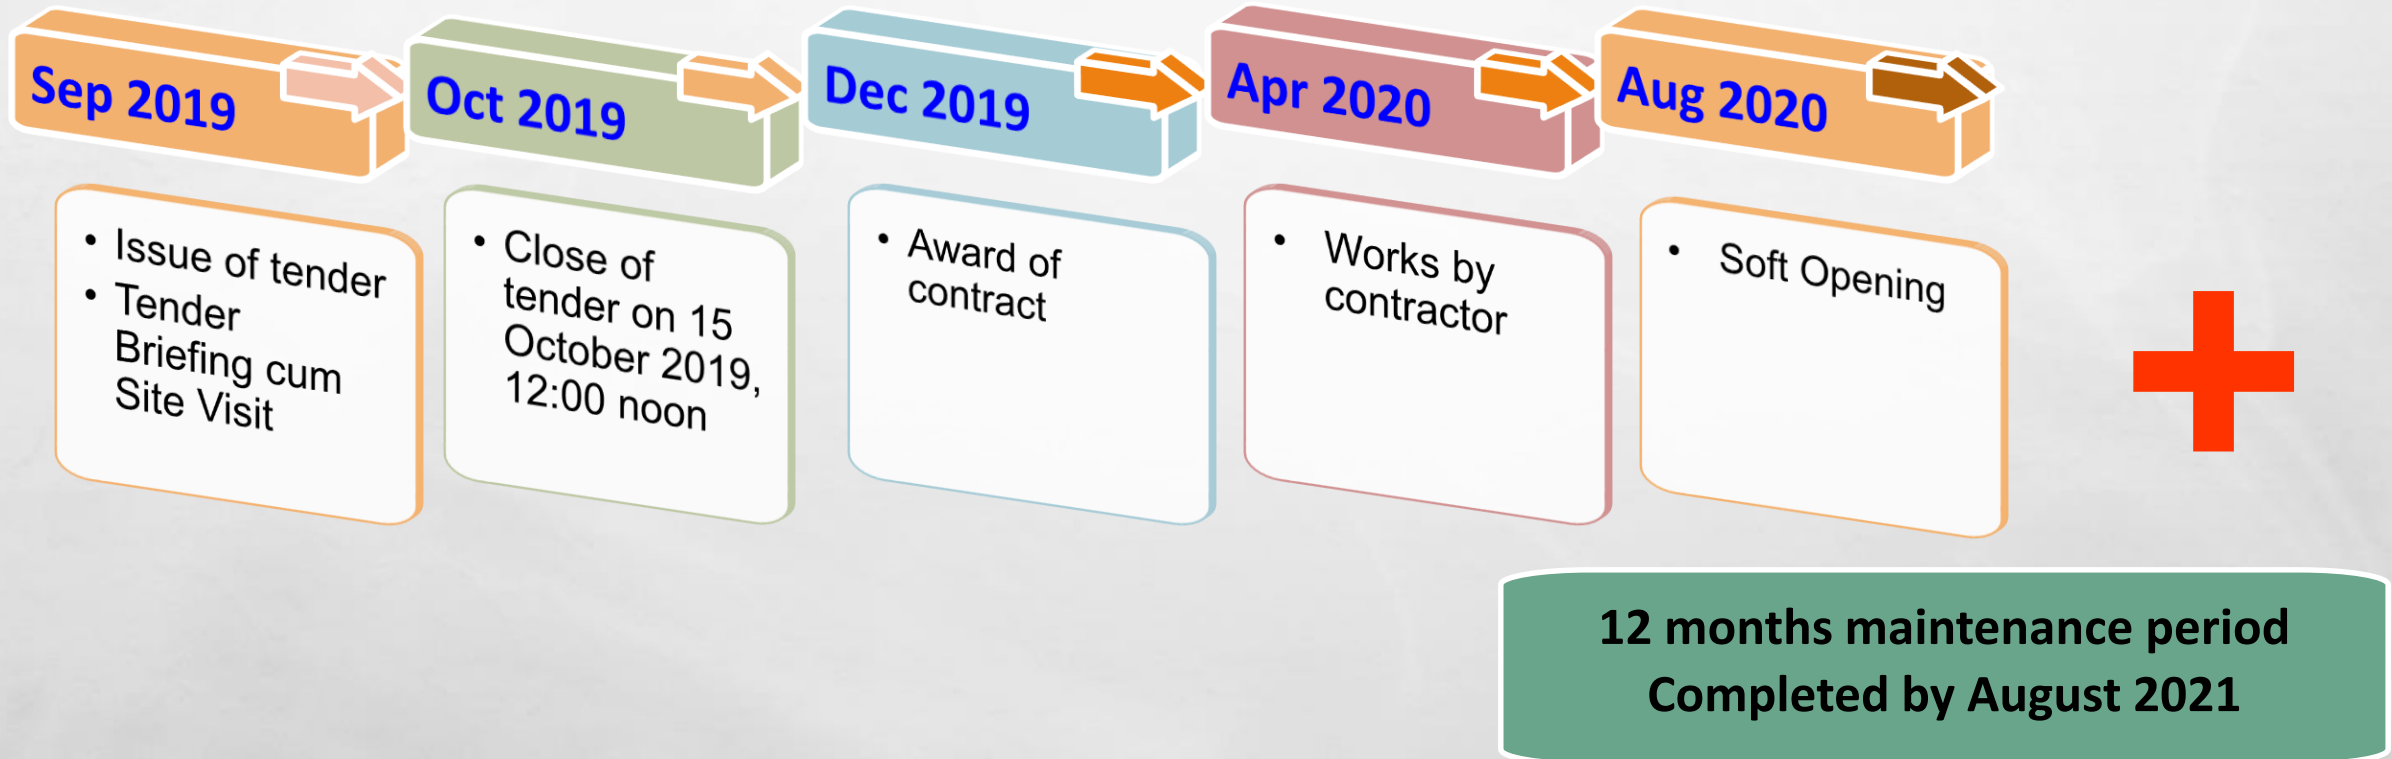 Sep 2019
• Issue of tender
• Tender
Briefing cum
Site Visit
Oct 2019
• Close of
tender on 15
October 2019,
12:00 noon
Dec 2019
• Award of
contract
Apr 2020
• Works by
contractor
Aug 2020
• Soft Opening
12 months maintenance period
Completed by August 2021